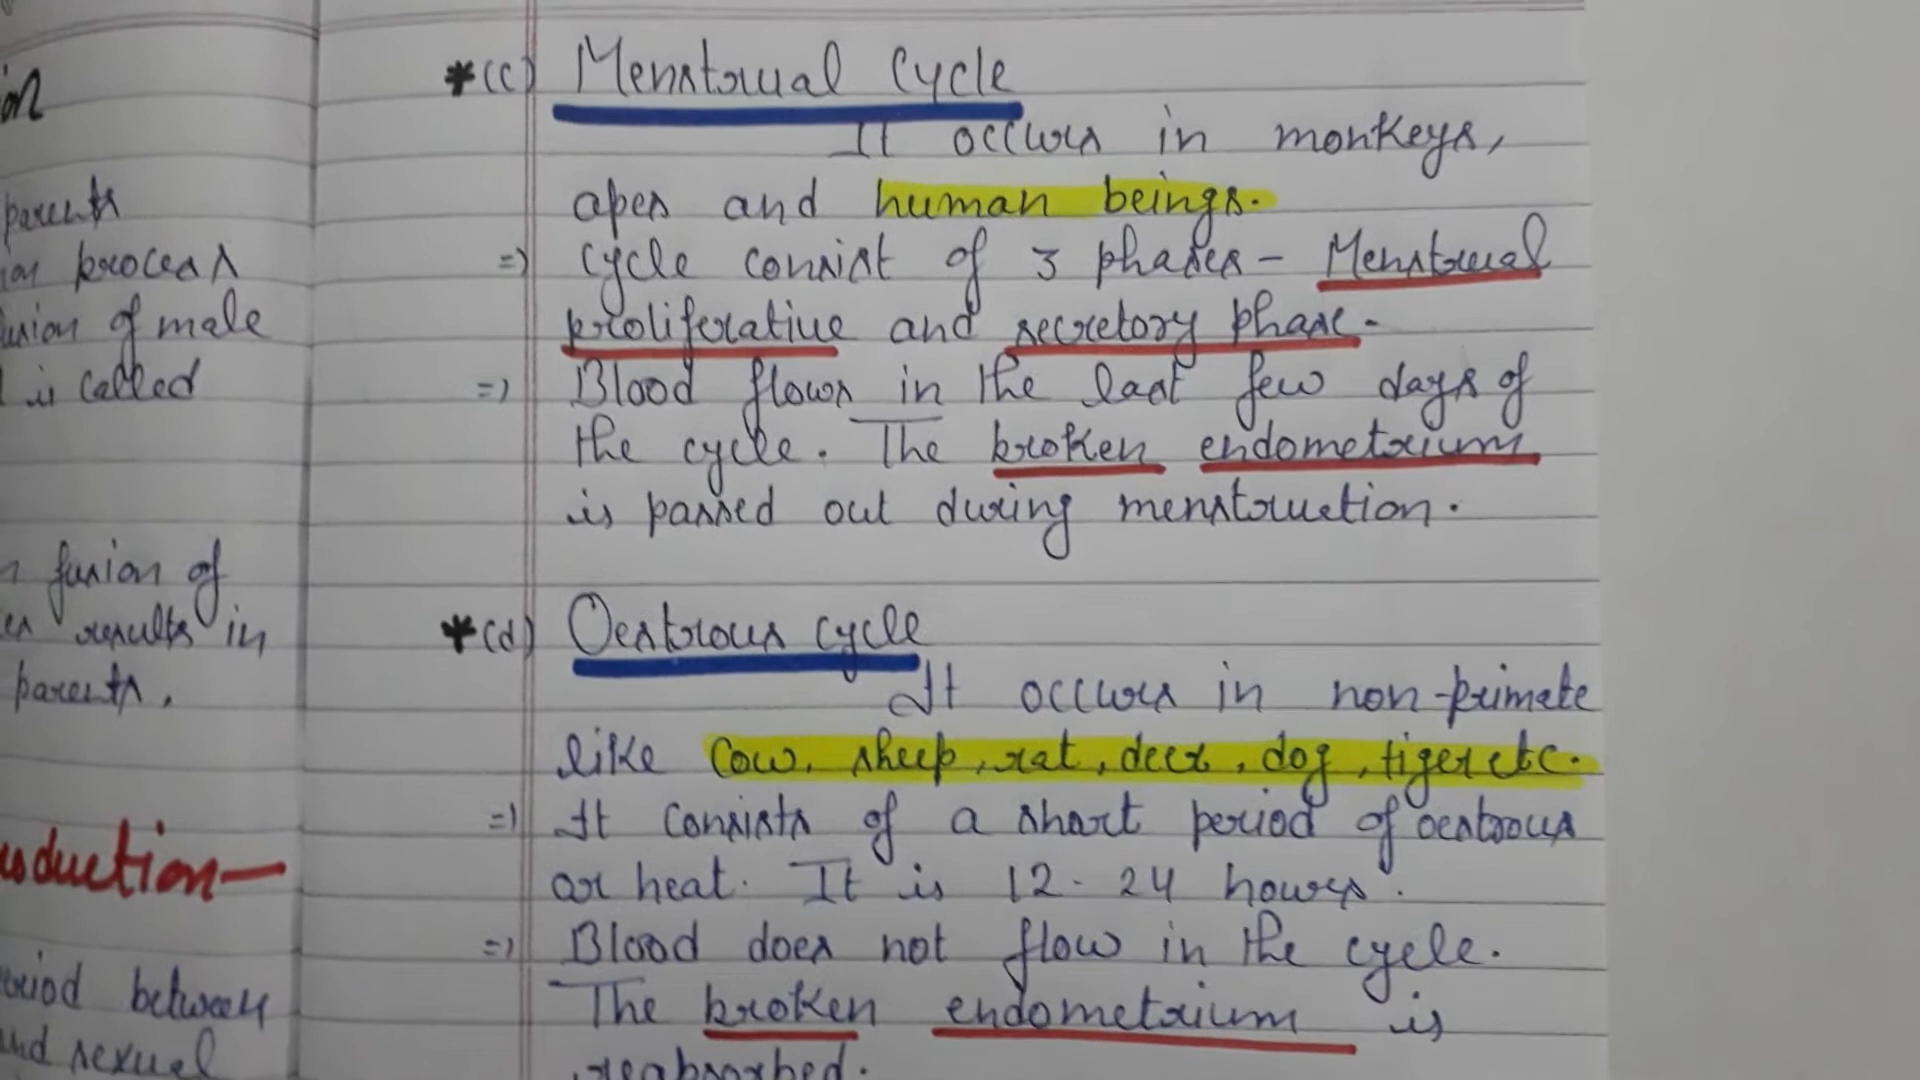 parents
process
fusion of male
is called
fusion of
results in
parents.
oduction—
between
and sexual
*(c) Menstrual Cycle
It occurs in monkeys,
apes and human beings.
=) Cycle consist of 3 phases - Menstrual
proliferative and secretory phase.
=) Blood flows in the last few days of
the cycle. The broken endometrium
is passed out during menstruction.
*(d) Oestrous cycle
It occurs in non-primate
like Cow, sheep, rat, deer, dog, tiger etc.
=) It consists of a short period of oestrous
or heat. It is 12-24 hours.
=) Blood does not flow in the cycle.
The broken endometrium is
reabsorbed.